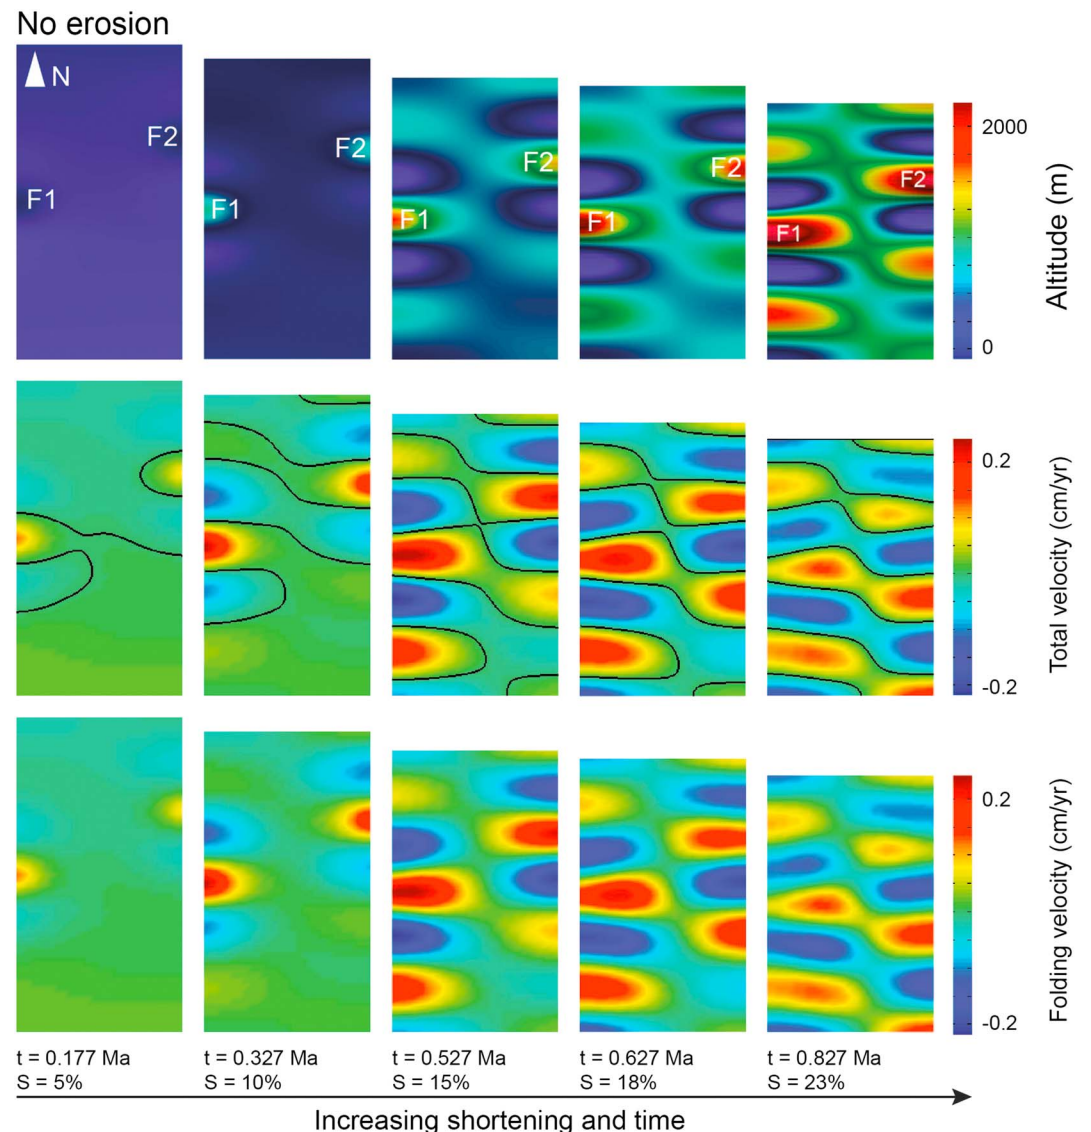 No erosion
N
F2
F1
F2
F1
F2
F1
F2
F1
F2
F1
2000
0
Altitude (m)
0.2
-0.2
Total velocity (cm/yr)
0.2
-0.2
Folding velocity (cm/yr)
t = 0.177 Ma
S = 5%
t = 0.327 Ma
S = 10%
t = 0.527 Ma
S = 15%
t = 0.627 Ma
S = 18%
t = 0.827 Ma
S = 23%
Increasing shortening and time